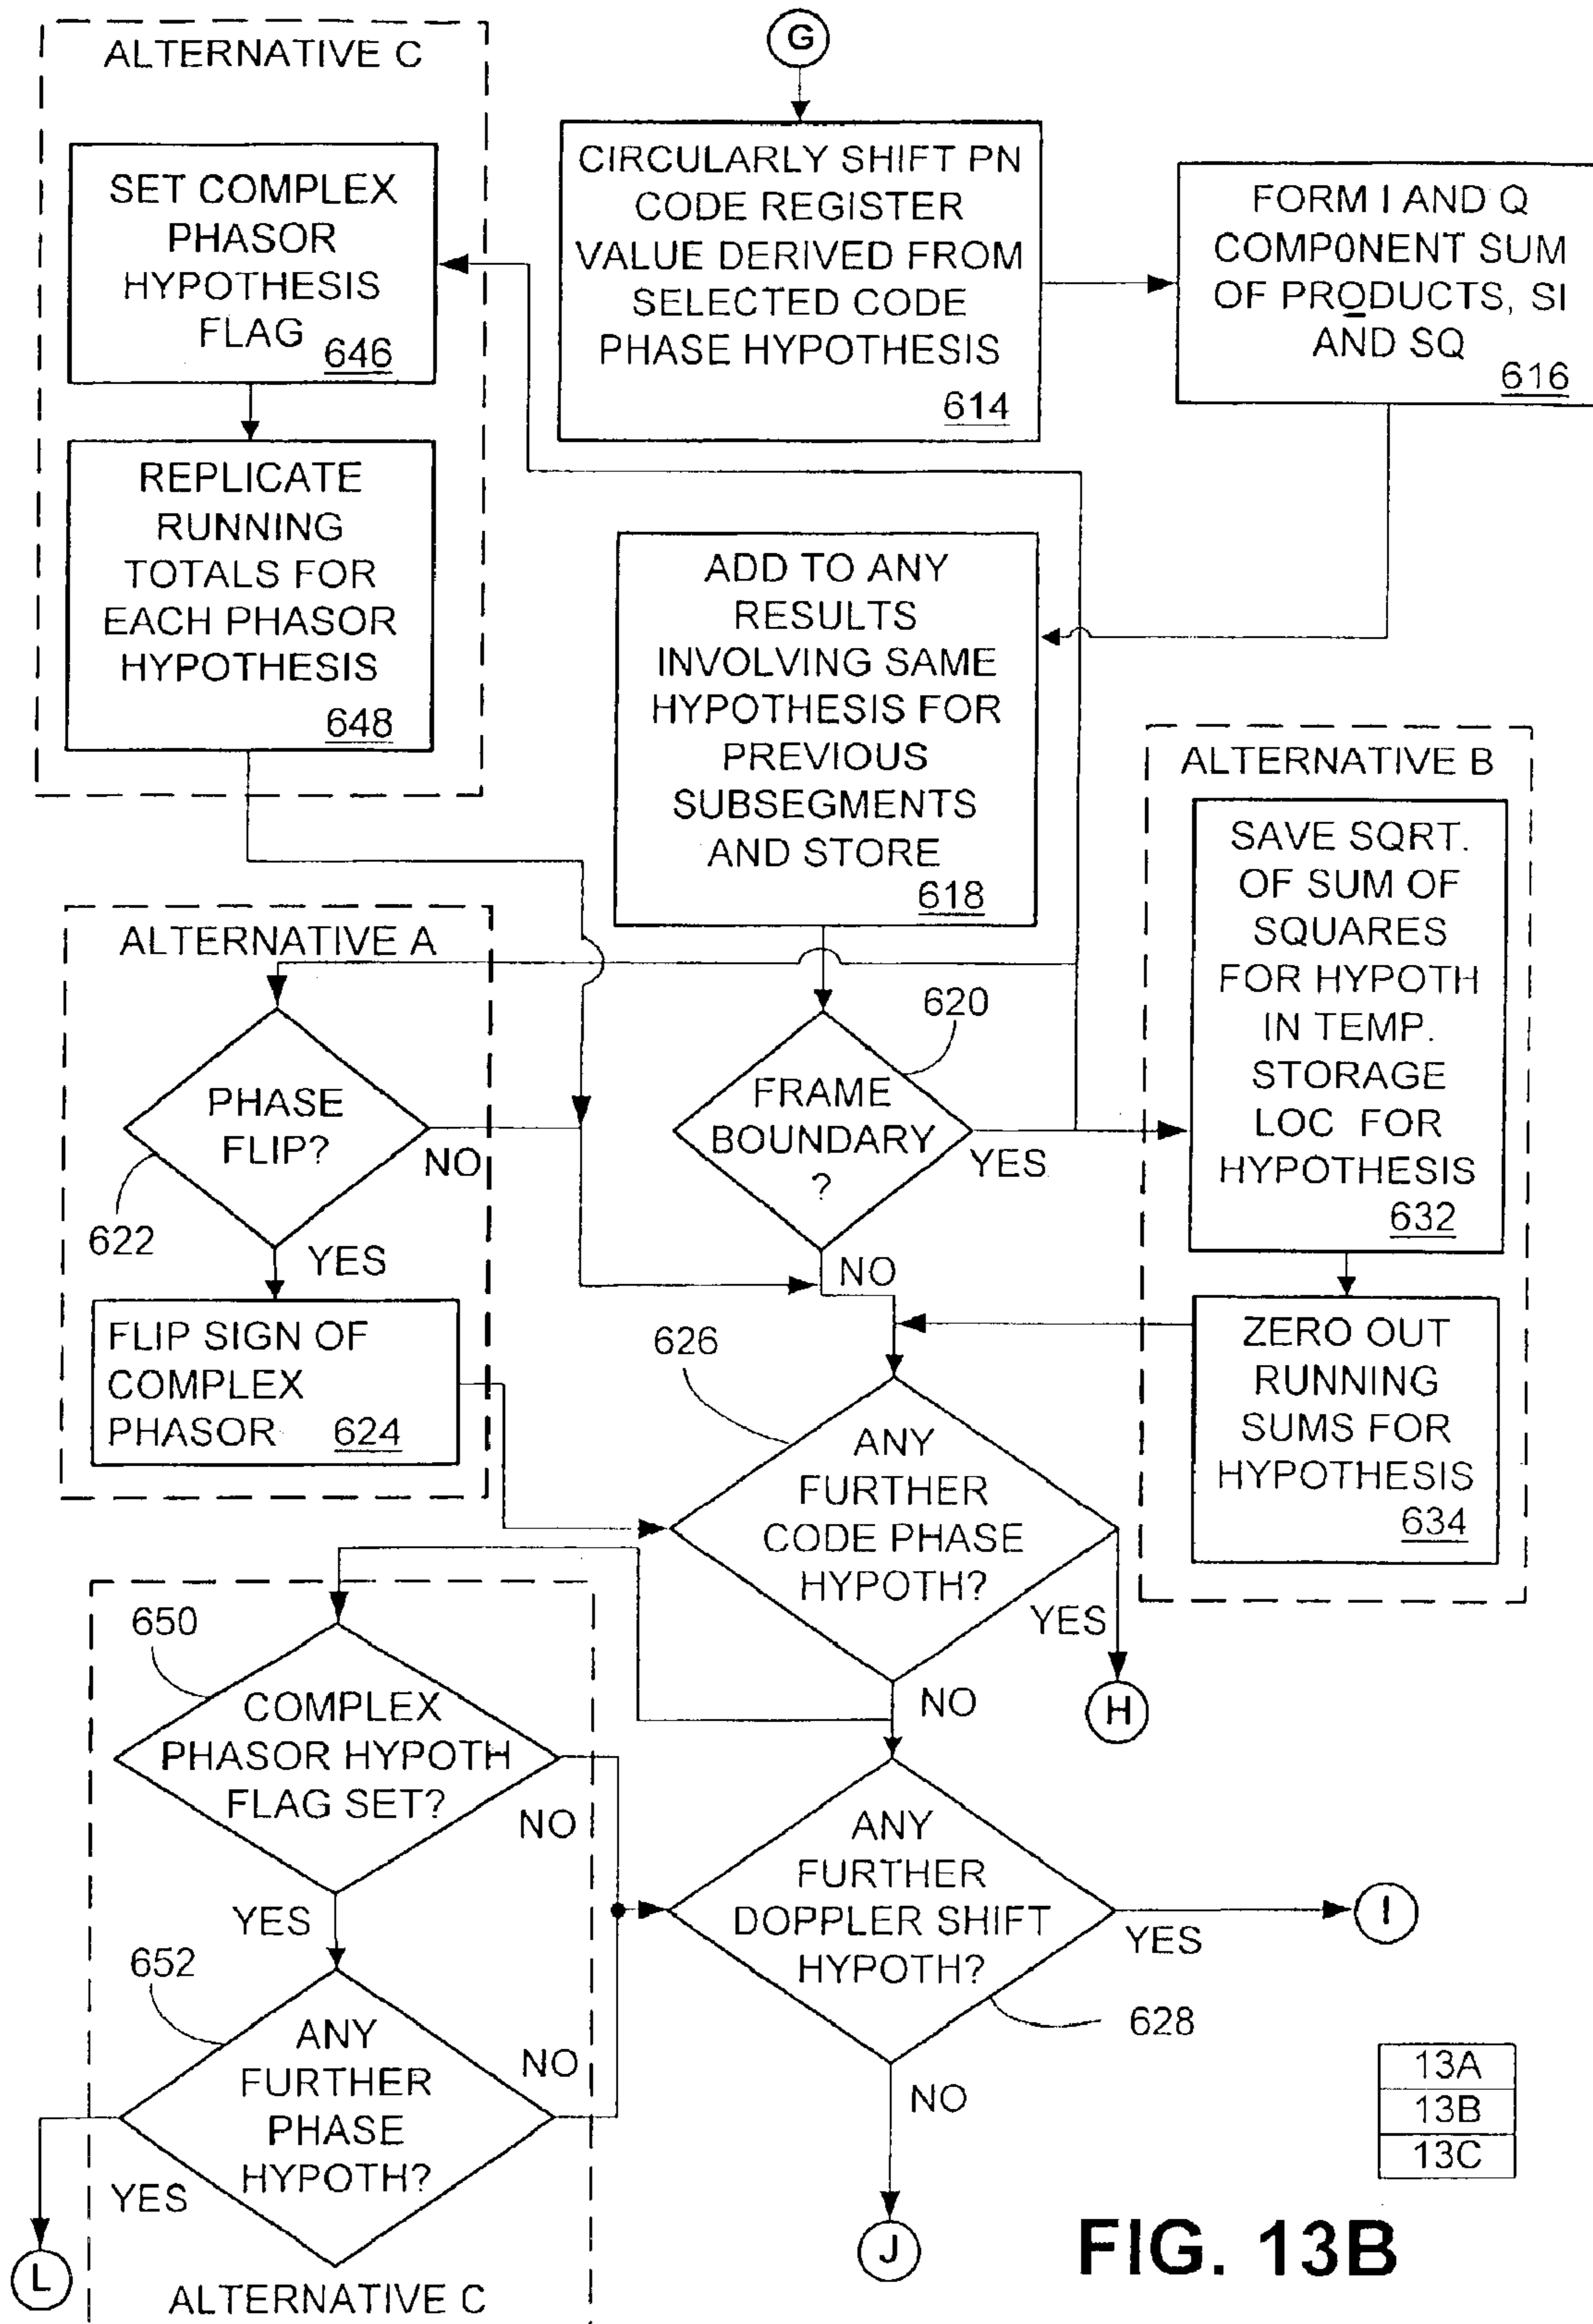 ALTERNATIVE C
SET COMPLEX
PHASOR
HYPOTHESIS
FLAG 646
REPLICATE
RUNNING
TOTALS FOR
EACH PHASOR
HYPOTHESIS
648
G
CIRCULARLY SHIFT PN
CODE REGISTER
VALUE DERIVED FROM
SELECTED CODE
PHASE HYPOTHESIS
614
FORM I AND Q
COMPONENT SUM
OF PRODUCTS, SI
AND SQ
616
ADD TO ANY
RESULTS
INVOLVING SAME
HYPOTHESIS FOR
PREVIOUS
SUBSEGMENTS
AND STORE
618
ALTERNATIVE B
SAVE SQRT.
OF SUM OF
SQUARES
FOR HYPOTH
IN TEMP.
STORAGE
LOC FOR
HYPOTHESIS
632
ZERO OUT
RUNNING
SUMS FOR
HYPOTHESIS
634
ALTERNATIVE A
PHASE
FLIP?
NO
622
YES
FLIP SIGN OF
COMPLEX
PHASOR 624
620
FRAME
BOUNDARY
?
YES
NO
626
ANY
FURTHER
CODE PHASE
HYPOTH?
YES
H
NO
650
COMPLEX
PHASOR HYPOTH
FLAG SET?
NO
YES
652
ANY
FURTHER
PHASE
HYPOTH?
NO
YES
L
ALTERNATIVE C
ANY
FURTHER
DOPPLER SHIFT
HYPOTH?
YES
I
628
NO
J
13A
13B
13C
FIG. 13B